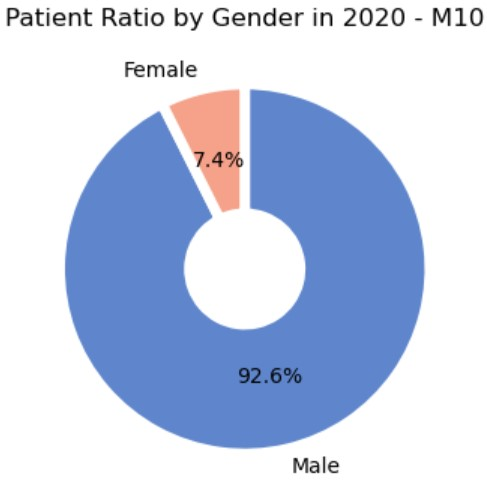 Patient Ratio by Gender in 2020 - M10
Female
7.4%
92.6%
Male